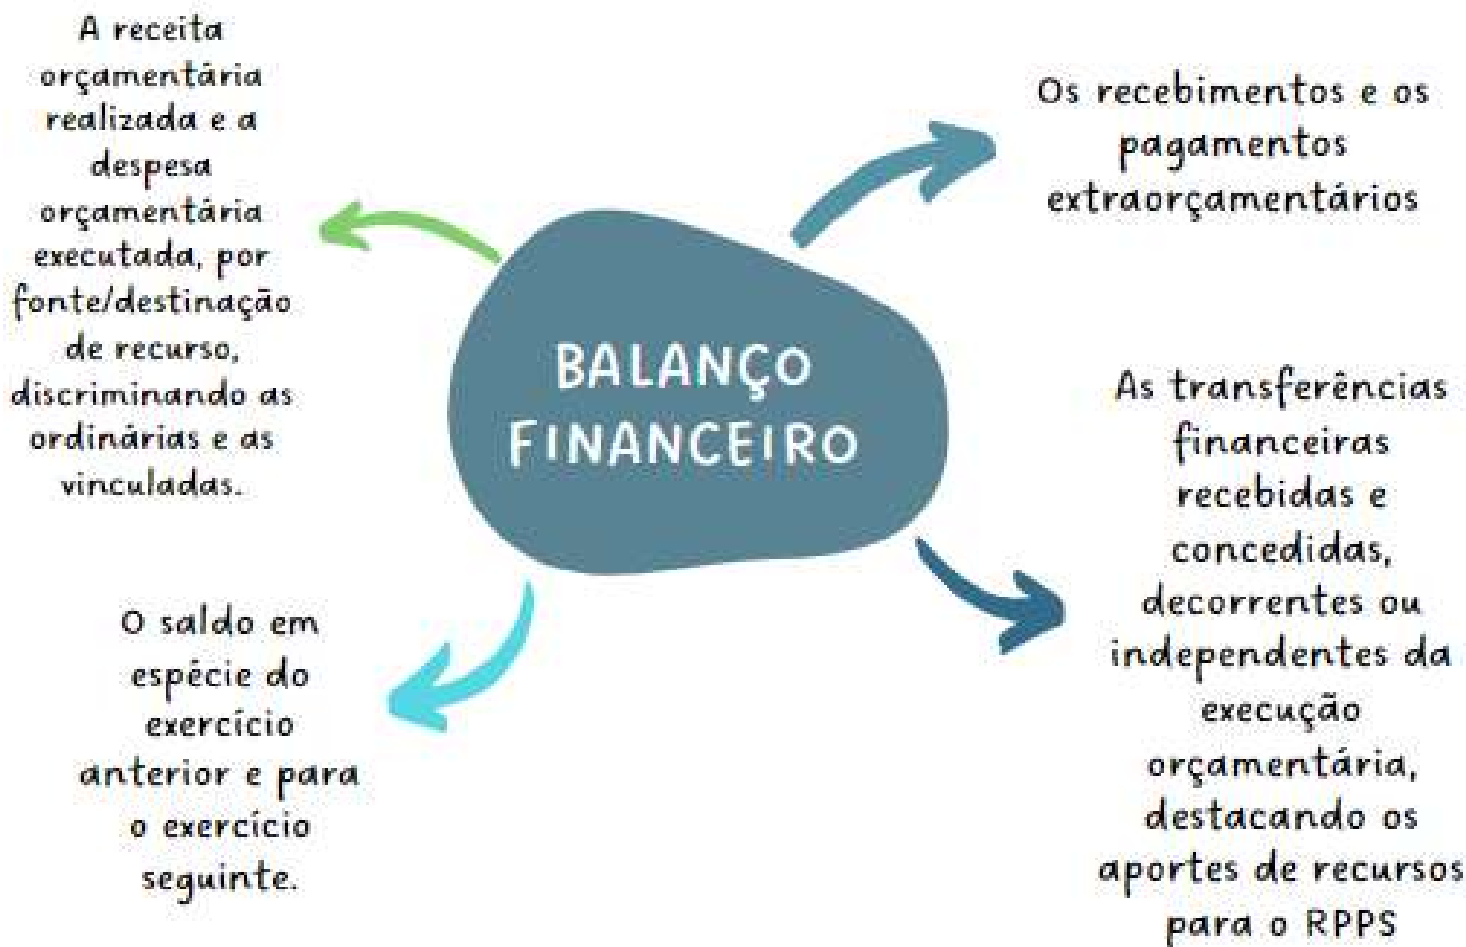 A receita
orçamentária
realizada e a
despesa
orçamentária
executada, por
fonte/destinação
de recurso,
discriminando as
ordinárias e as
vinculadas.
Os recebimentos e os
pagamentos
extraorçamentários
BALANÇO
FINANCEIRO
O saldo em
espécie do
exercício
anterior e para
o exercício
seguinte.
As transferências
financeiras
recebidas e
concedidas,
decorrentes ou
independentes da
execução
orçamentária,
destacando os
aportes de recursos
para o RPPS